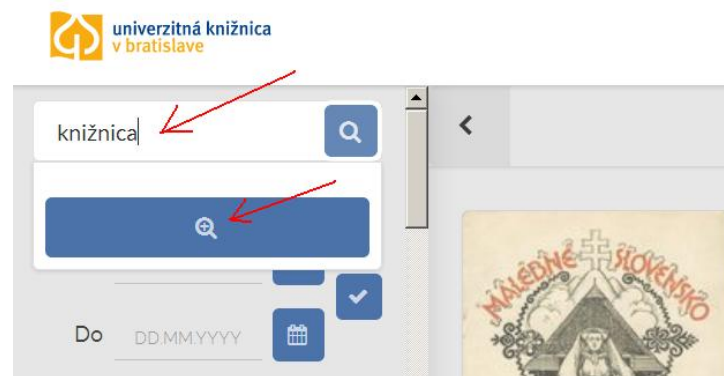 univerzitná knižnica
v bratislave
knižnica
Do DD.MM.YYYY
MALEBNÉ SLOVENSKO